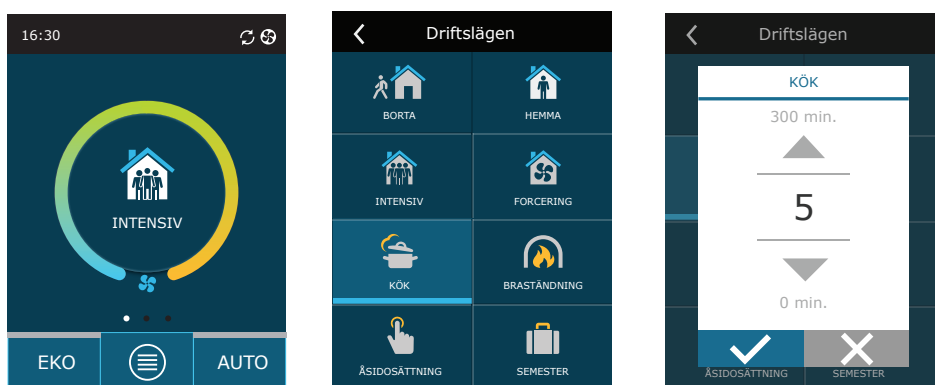 16:30
INTENSIV
EKO
AUTO
Driftslägen
BORTA
HEMMA
INTENSIV
FORCERING
KÖK
BRASTÄNDNING
ÅSIDOSÄTTNING
SEMESTER
Driftslägen
KÖK
300 min.
5
0 min.
ÅSIDOSÄTTNING
SEMESTER